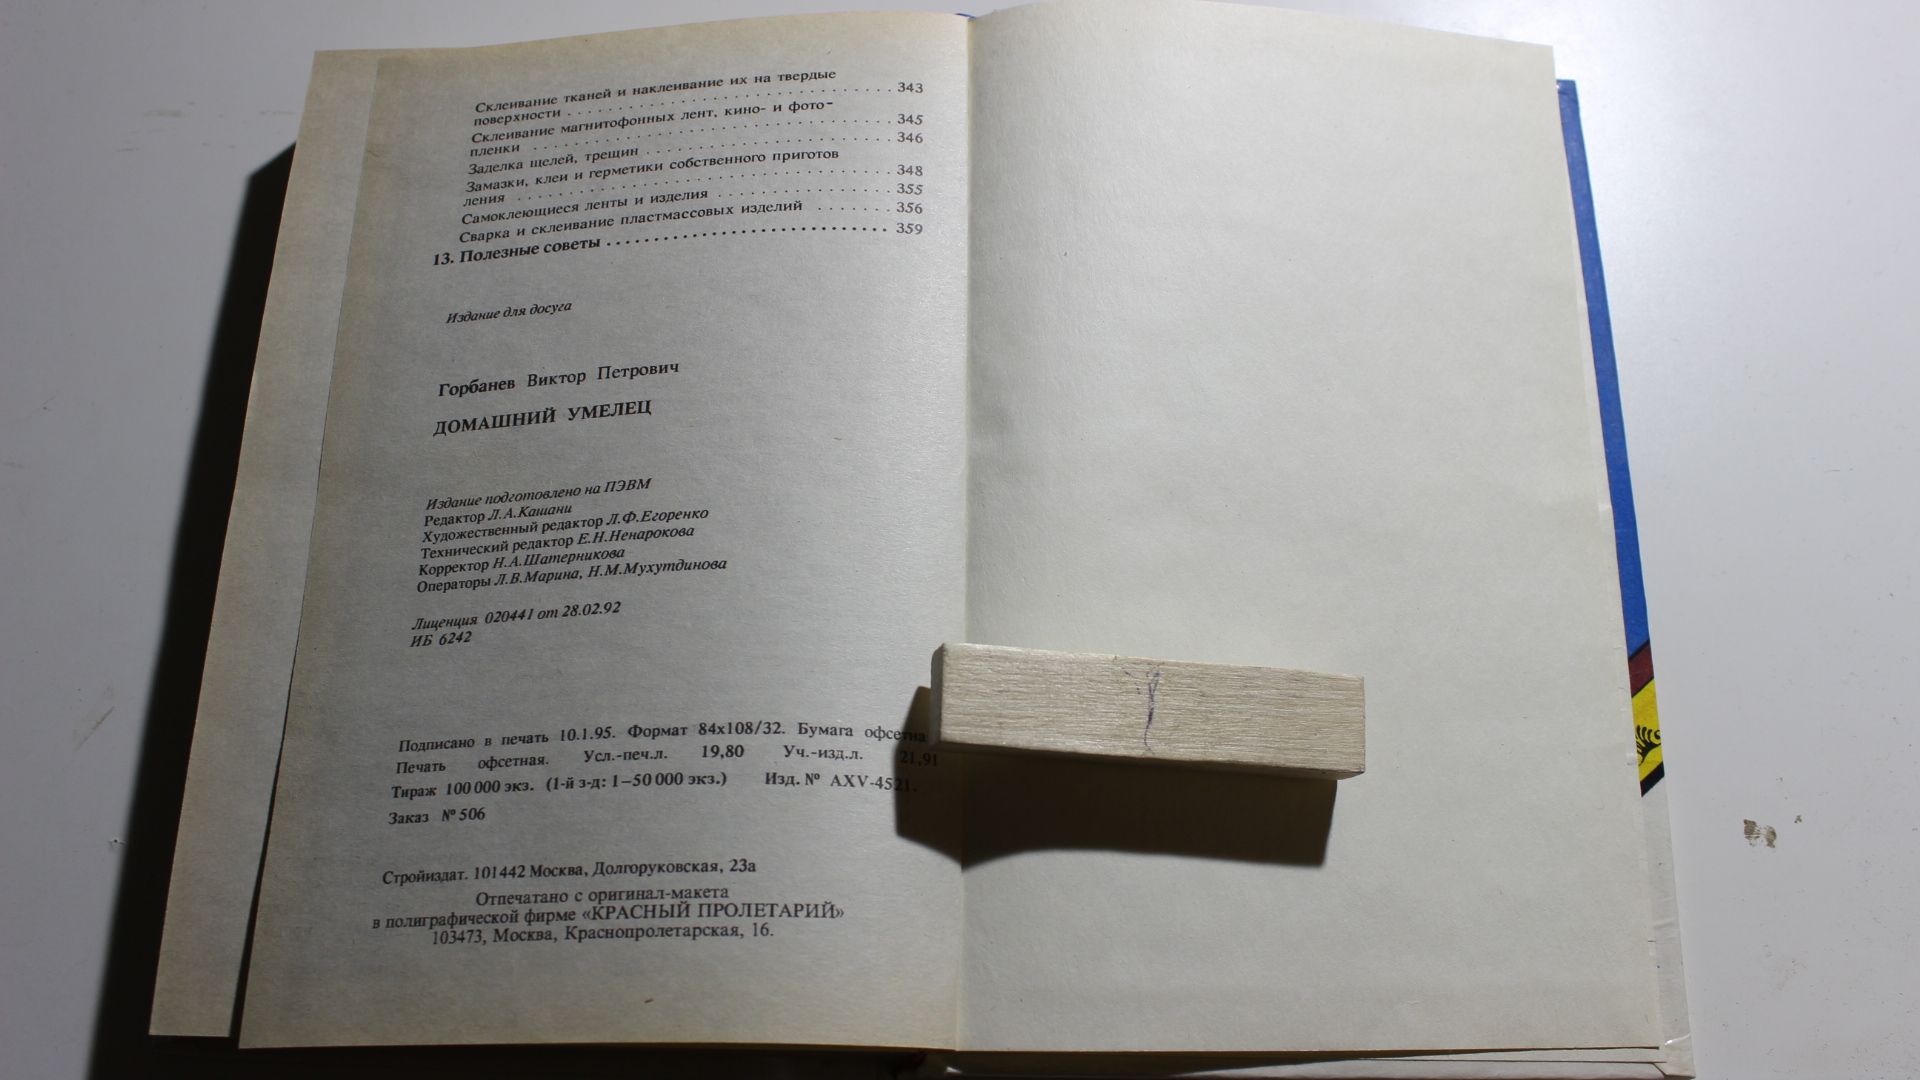 Склеивание тканей и наклеивание их на твердые
поверхности . . . . . . . . . . . . . . . . . . . . . . . . . . . . . 343
Склеивание магнитофонных лент, кино- и фото-
пленки . . . . . . . . . . . . . . . . . . . . . . . . . . . . . . . . 345
Заделка щелей, трещин . . . . . . . . . . . . . . . . . . . . . . 346
Замазки, клеи и герметики собственного приготов
ления . . . . . . . . . . . . . . . . . . . . . . . . . . . . . . . . . 348
Самоклеющиеся ленты и изделия . . . . . . . . . . . . . . . 355
Сварка и склеивание пластмассовых изделий . . . . . . . 356
13. Полезные советы . . . . . . . . . . . . . . . . . . . . . . . . . . 359
Издание для досуга
Горбанев Виктор Петрович
ДОМАШНИЙ УМЕЛЕЦ
Издание подготовлено на ПЭВМ
Редактор Л.А.Кашани
Художественный редактор Л.Ф.Егоренко
Технический редактор Е.Н.Ненарокова
Корректор Н.А.Шатерникова
Операторы Л.В.Марина, Н.М.Мухутдинова
Лицензия 020441 от 28.02.92
ИБ 6242
Подписано в печать 10.1.95. Формат 84х108/32. Бумага офсетна
Печать офсетная. Усл.-печ.л. 19,80 Уч.-изд.л. 21,91
Тираж 100 000 экз. (1-й з-д: 1–50 000 экз.) Изд. № AXV-4521.
Заказ № 506
Стройиздат. 101442 Москва, Долгоруковская, 23а
Отпечатано с оригинал-макета
в полиграфической фирме «КРАСНЫЙ ПРОЛЕТАРИЙ»
103473, Москва, Краснопролетарская, 16.